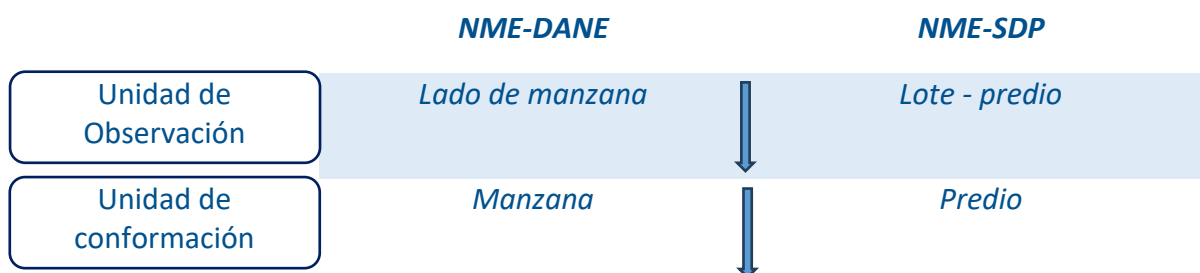 NME-DANE NME-SDP
Unidad de Observación Lado de manzana Lote - predio
Unidad de conformación Manzana Predio